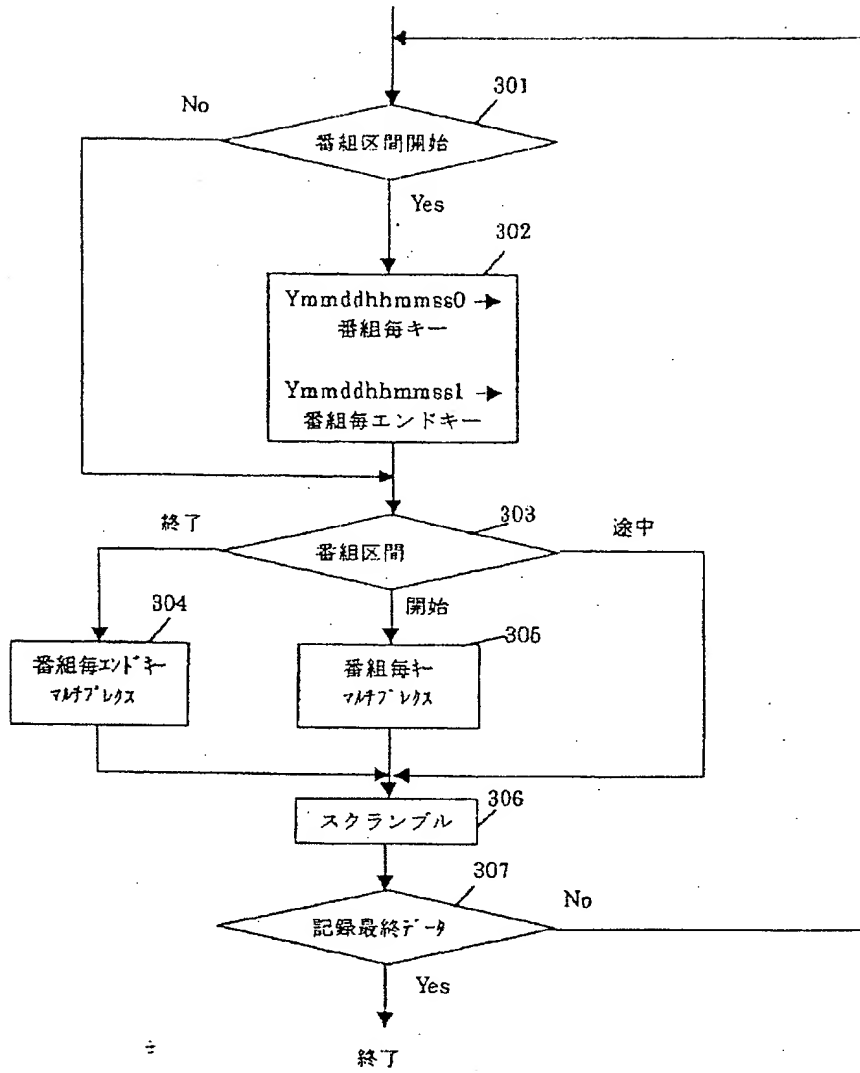 301
No
番組区間開始
Yes
302
Ymmddhhmmss0→
番組毎キー
Ymmddhhmmss1→
番組毎エンドキー
303
終了
途中
番組区間
開始
304
305
番組毎エンドキー
マルチプレクス
番組毎キー
マルチプレクス
306
スクランブル
307
記録最終データ
No
Yes
終了